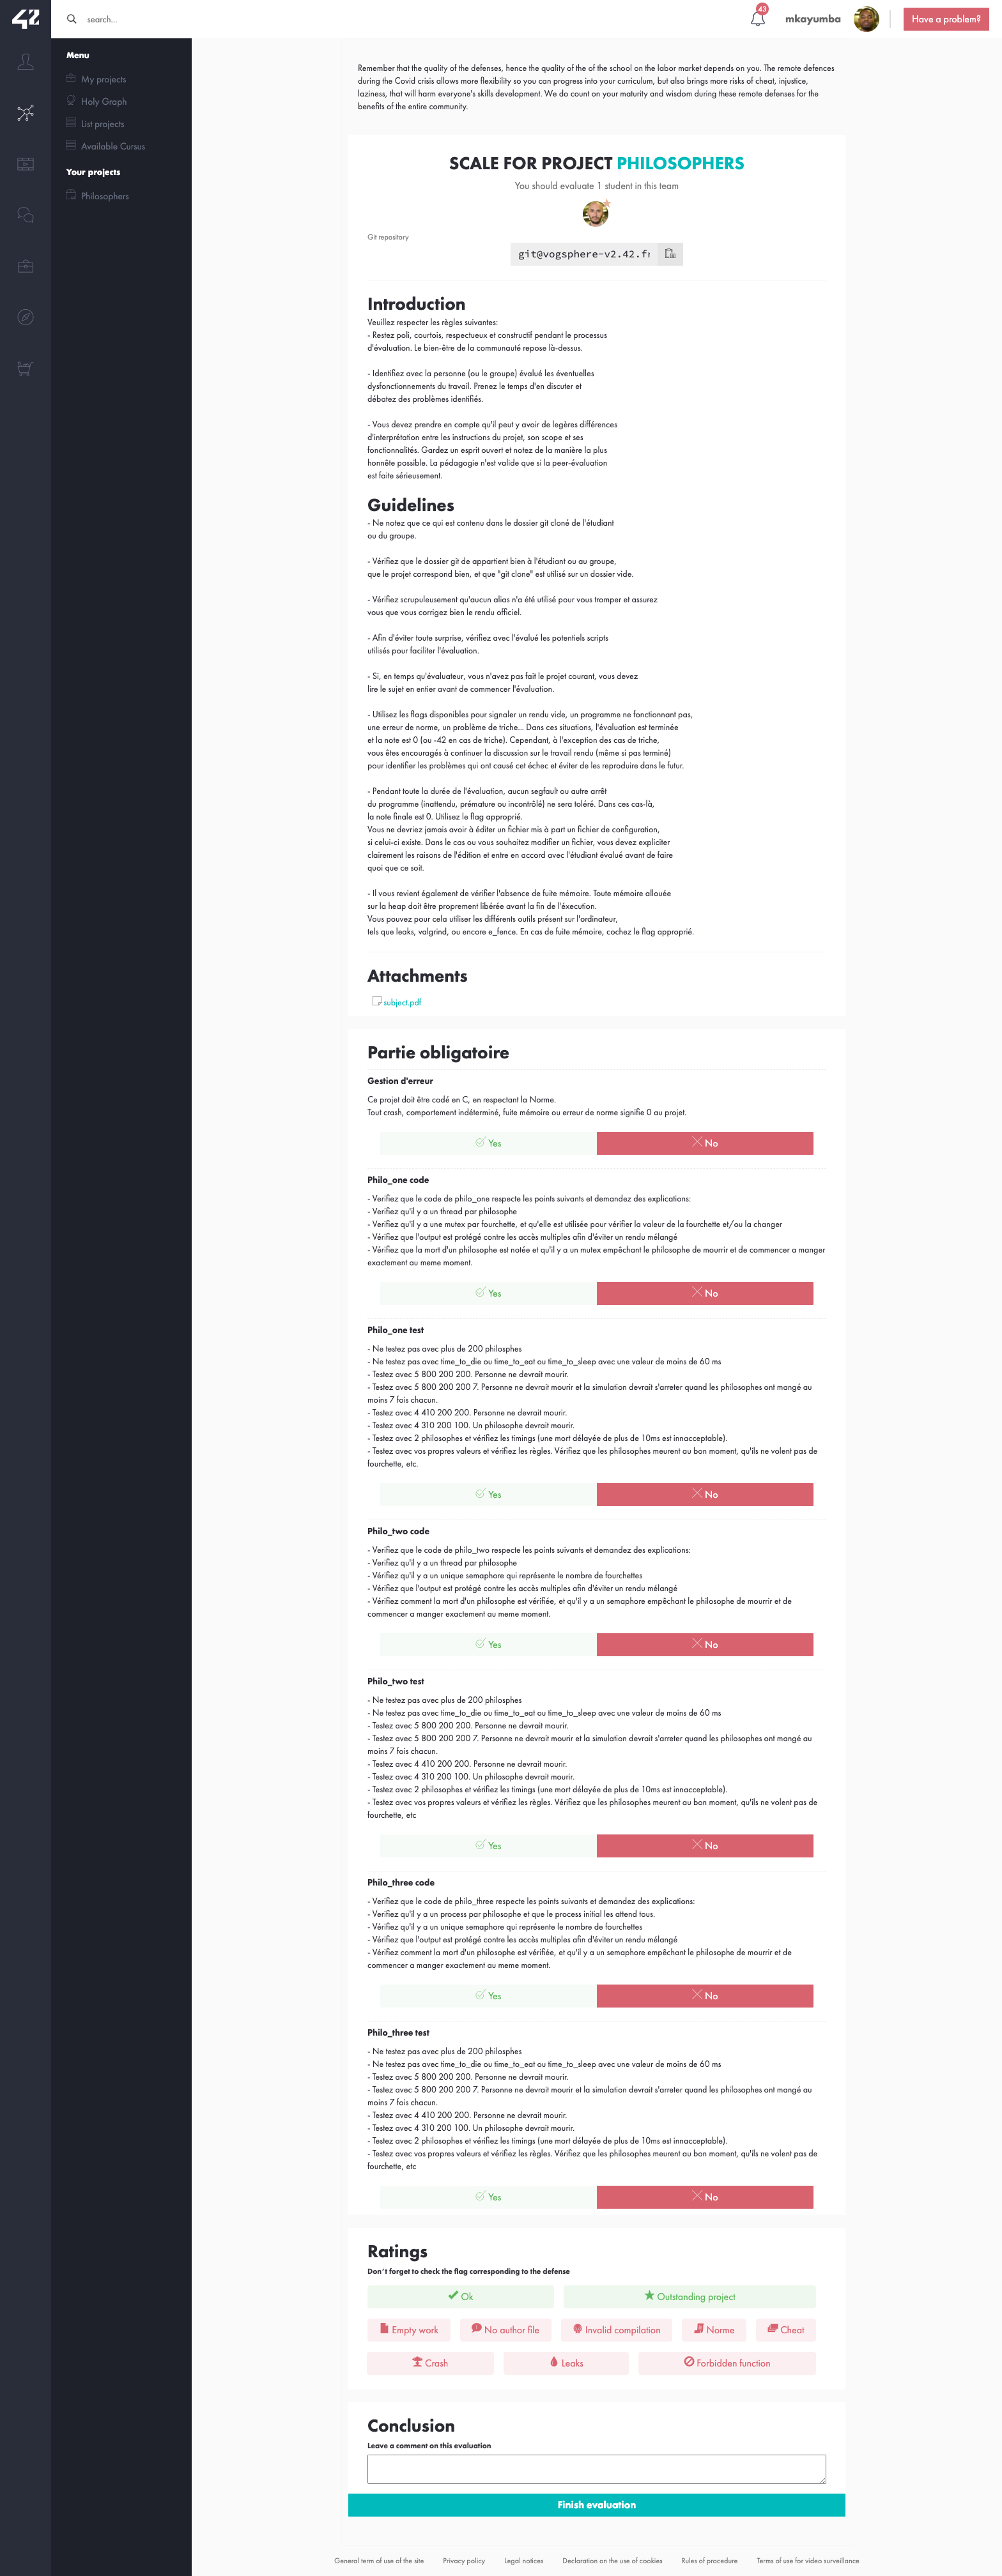 42
search...
43
mkayumba
Have a problem?
Menu
My projects
Holy Graph
List projects
Available Cursus
Your projects
Philosophers
Remember that the quality of the defenses, hence the quality of the of the school on the labor market depends on you. The remote defences
during the Covid crisis allows more flexibility so you can progress into your curriculum, but also brings more risks of cheat, injustice,
laziness, that will harm everyone's skills development. We do count on your maturity and wisdom during these remote defenses for the
benefits of the entire community.
SCALE FOR PROJECT PHILOSOPHERS
You should evaluate 1 student in this team
Git repository
git@vogsphere-v2.42.fr
Introduction
Veuillez respecter les règles suivantes:
- Restez poli, courtois, respectueux et constructif pendant le processus
d'évaluation. Le bien-être de la communauté repose là-dessus.
- Identifiez avec la personne (ou le groupe) évalué les éventuelles
dysfonctionnements du travail. Prenez le temps d'en discuter et
débatez des problèmes identifiés.
- Vous devez prendre en compte qu'il peut y avoir de legères différences
d'interprétation entre les instructions du projet, son scope et ses
fonctionnalités. Gardez un esprit ouvert et notez de la manière la plus
honnête possible. La pédagogie n'est valide que si la peer-évaluation
est faite sérieusement.
Guidelines
- Ne notez que ce qui est contenu dans le dossier git cloné de l'étudiant
ou du groupe.
- Vérifiez que le dossier git de appartient bien à l'étudiant ou au groupe,
que le projet correspond bien, et que "git clone" est utilisé sur un dossier vide.
- Vérifiez scrupuleusement qu'aucun alias n'a été utilisé pour vous tromper et assurez
vous que vous corrigez bien le rendu officiel.
- Afin d'éviter toute surprise, vérifiez avec l'évalué les potentiels scripts
utilisés pour faciliter l'évaluation.
- Si, en temps qu'évaluateur, vous n'avez pas fait le projet courant, vous devez
lire le sujet en entier avant de commencer l'évaluation.
- Utilisez les flags disponibles pour signaler un rendu vide, un programme ne fonctionnant pas,
une erreur de norme, un problème de triche... Dans ces situations, l'évaluation est terminée
et la note est 0 (ou -42 en cas de triche). Cependant, à l'exception des cas de triche,
vous êtes encouragés à continuer la discussion sur le travail rendu (même si pas terminé)
pour identifier les problèmes qui ont causé cet échec et éviter de les reproduire dans le futur.
- Pendant toute la durée de l'évaluation, aucun segfault ou autre arrêt
du programme (inattendu, prémature ou incontrôlé) ne sera toléré. Dans ces cas-là,
la note finale est 0. Utilisez le flag approprié.
Vous ne devriez jamais avoir à éditer un fichier mis à part un fichier de configuration,
si celui-ci existe. Dans le cas ou vous souhaitez modifier un fichier, vous devez expliciter
clairement les raisons de l'édition et entre en accord avec l'étudiant évalué avant de faire
quoi que ce soit.
- Il vous revient également de vérifier l'absence de fuite mémoire. Toute mémoire allouée
sur la heap doit être proprement libérée avant la fin de l'éxecution.
Vous pouvez pour cela utiliser les différents outils présent sur l'ordinateur,
tels que leaks, valgrind, ou encore e_fence. En cas de fuite mémoire, cochez le flag approprié.
Attachments
subject.pdf
Partie obligatoire
Gestion d'erreur
Ce projet doit être codé en C, en respectant la Norme.
Tout crash, comportement indéterminé, fuite mémoire ou erreur de norme signifie 0 au projet.
Yes
No
Philo_one code
- Verifiez que le code de philo_one respecte les points suivants et demandez des explications:
- Verifiez qu'il y a un thread par philosophe
- Verifiez qu'il y a une mutex par fourchette, et qu'elle est utilisée pour vérifier la valeur de la fourchette et/ou la changer
- Vérifiez que l'output est protégé contre les accès multiples afin d'éviter un rendu mélangé
- Vérifiez que la mort d'un philosophe est notée et qu'il y a un mutex empêchant le philosophe de mourrir et de commencer a manger
exactement au meme moment.
Yes
No
Philo_one test
- Ne testez pas avec plus de 200 philosphes
- Ne testez pas avec time_to_die ou time_to_eat ou time_to_sleep avec une valeur de moins de 60 ms
- Testez avec 5 800 200 200. Personne ne devrait mourir.
- Testez avec 5 800 200 200 7. Personne ne devrait mourir et la simulation devrait s'arreter quand les philosophes ont mangé au
moins 7 fois chacun.
- Testez avec 4 410 200 200. Personne ne devrait mourir.
- Testez avec 4 310 200 100. Un philosophe devrait mourir.
- Testez avec 2 philosophes et vérifiez les timings (une mort délayée de plus de 10ms est innacceptable).
- Testez avec vos propres valeurs et vérifiez les règles. Vérifiez que les philosophes meurent au bon moment, qu'ils ne volent pas de
fourchette, etc.
Yes
No
Philo_two code
- Verifiez que le code de philo_two respecte les points suivants et demandez des explications:
- Verifiez qu'il y a un thread par philosophe
- Vérifiez qu'il y a un unique semaphore qui représente le nombre de fourchettes
- Vérifiez que l'output est protégé contre les accès multiples afin d'éviter un rendu mélangé
- Vérifiez comment la mort d'un philosophe est vérifiée, et qu'il y a un semaphore empêchant le philosophe de mourrir et de
commencer a manger exactement au meme moment.
Yes
No
Philo_two test
- Ne testez pas avec plus de 200 philosphes
- Ne testez pas avec time_to_die ou time_to_eat ou time_to_sleep avec une valeur de moins de 60 ms
- Testez avec 5 800 200 200. Personne ne devrait mourir.
- Testez avec 5 800 200 200 7. Personne ne devrait mourir et la simulation devrait s'arreter quand les philosophes ont mangé au
moins 7 fois chacun.
- Testez avec 4 410 200 200. Personne ne devrait mourir.
- Testez avec 4 310 200 100. Un philosophe devrait mourir.
- Testez avec 2 philosophes et vérifiez les timings (une mort délayée de plus de 10ms est innacceptable).
- Testez avec vos propres valeurs et vérifiez les règles. Vérifiez que les philosophes meurent au bon moment, qu'ils ne volent pas de
fourchette, etc
Yes
No
Philo_three code
- Verifiez que le code de philo_three respecte les points suivants et demandez des explications:
- Verifiez qu'il y a un process par philosophe et que le process initial les attend tous.
- Vérifiez qu'il y a un unique semaphore qui représente le nombre de fourchettes
- Vérifiez que l'output est protégé contre les accès multiples afin d'éviter un rendu mélangé
- Vérifiez comment la mort d'un philosophe est vérifiée, et qu'il y a un semaphore empêchant le philosophe de mourrir et de
commencer a manger exactement au meme moment.
Yes
No
Philo_three test
- Ne testez pas avec plus de 200 philosphes
- Ne testez pas avec time_to_die ou time_to_eat ou time_to_sleep avec une valeur de moins de 60 ms
- Testez avec 5 800 200 200. Personne ne devrait mourir.
- Testez avec 5 800 200 200 7. Personne ne devrait mourir et la simulation devrait s'arreter quand les philosophes ont mangé au
moins 7 fois chacun.
- Testez avec 4 410 200 200. Personne ne devrait mourir.
- Testez avec 4 310 200 100. Un philosophe devrait mourir.
- Testez avec 2 philosophes et vérifiez les timings (une mort délayée de plus de 10ms est innacceptable).
- Testez avec vos propres valeurs et vérifiez les règles. Vérifiez que les philosophes meurent au bon moment, qu'ils ne volent pas de
fourchette, etc
Yes
No
Ratings
Don't forget to check the flag corresponding to the defense
Ok
Outstanding project
Empty work
No author file
Invalid compilation
Norme
Cheat
Crash
Leaks
Forbidden function
Conclusion
Leave a comment on this evaluation
Finish evaluation
General term of use of the site
Privacy policy
Legal notices
Declaration on the use of cookies
Rules of procedure
Terms of use for video surveillance